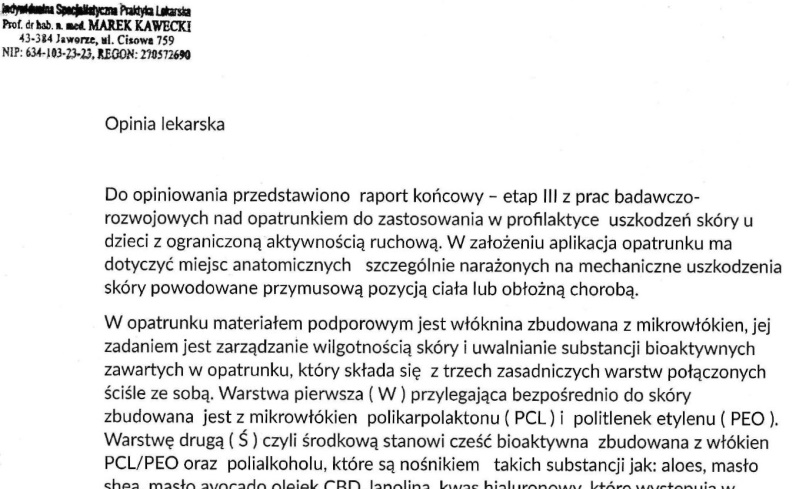 Indywidualna Specjalistyczna Praktyka Lekarska
Prof. dr hab. n. med. MAREK KAWECKI
43-384 Jaworze, ul. Cisowa 759
NIP: 634-103-23-23, REGON: 270572690
Opinia lekarska
Do opiniowania przedstawiono raport końcowy – etap III z prac badawczo-
rozwojowych nad opatrunkiem do zastosowania w profilaktyce uszkodzeń skóry u
dzieci z ograniczoną aktywnością ruchową. W założeniu aplikacja opatrunku ma
dotyczyć miejsc anatomicznych szczególnie narażonych na mechaniczne uszkodzenia
skóry powodowane przymusową pozycją ciała lub obłożną chorobą.
W opatrunku materiałem podporowym jest włóknina zbudowana z mikrowłókien, jej
zadaniem jest zarządzanie wilgotnością skóry i uwalnianie substancji bioaktywnych
zawartych w opatrunku, który składa się z trzech zasadniczych warstw połączonych
ściśle ze sobą. Warstwa pierwsza ( W ) przylegająca bezpośrednio do skóry
zbudowana jest z mikrowłókien polikarpolaktonu ( PCL ) i politlenek etylenu ( PEO ).
Warstwę drugą ( Ś ) czyli środkową stanowi cześć bioaktywna zbudowana z włókien
PCL/PEO oraz polialkoholu, które są nośnikiem takich substancji jak: aloes, masło
shea, masło avocado olejek CBD, lanolina, kwas hialuronowy, które występują w